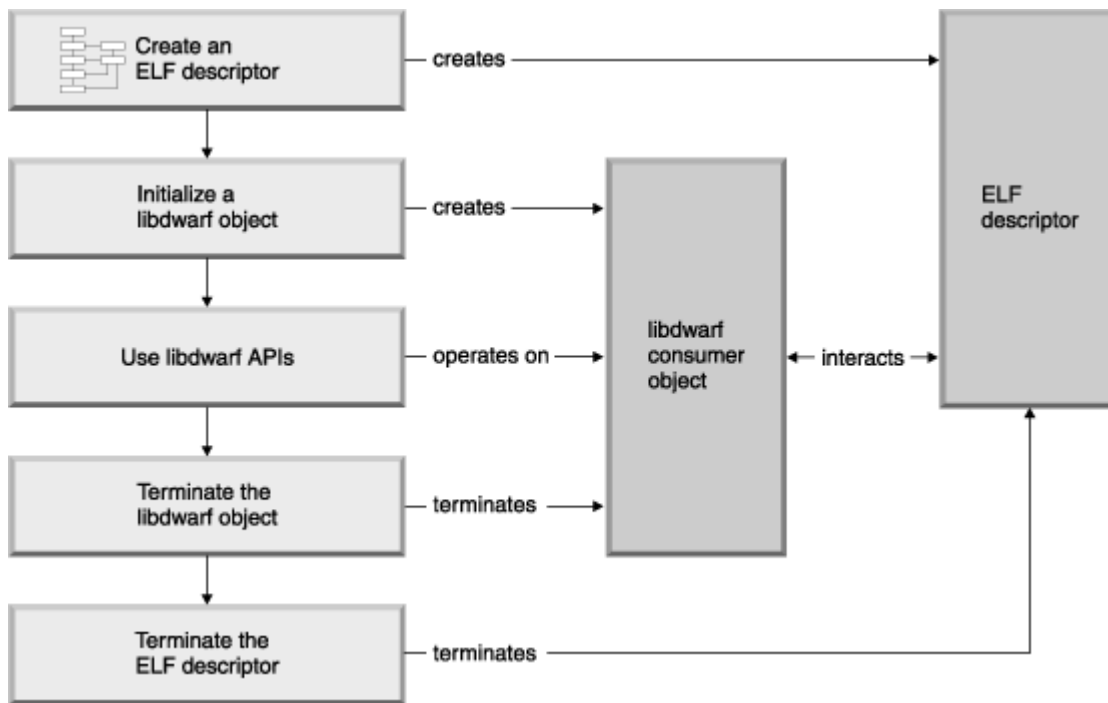 Create an
ELF descriptor
creates
Initialize a
libdwarf object
creates
ELF
descriptor
Use libdwarf APIs
operates on
libdwarf
consumer
object
interacts
Terminate the
libdwarf object
terminates
Terminate the
ELF descriptor
terminates